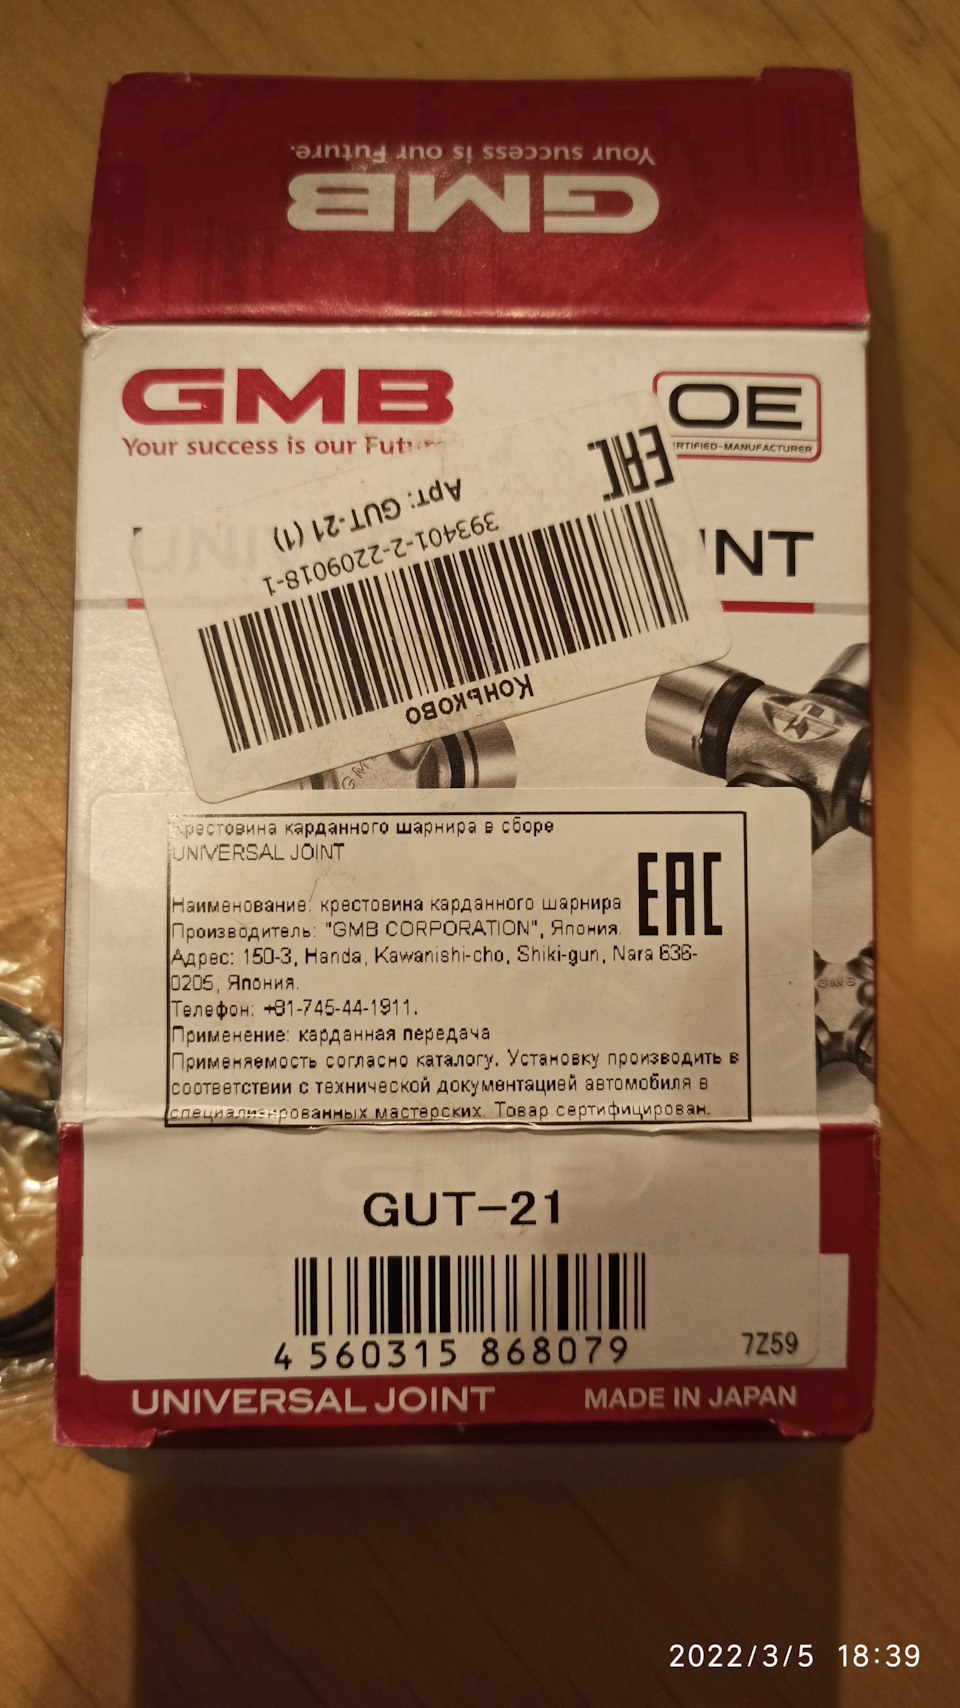 GMB
Your success is our Future.
GMB
Your success is our Future
OE
CERTIFIED-MANUFACTURER
JOINT
EAC
Арт: GUT-21 (1)
393401-2-2209018-1
Коньково
GMB
Крестовина карданного шарнира в сборе
UNIVERSAL JOINT
EAC
Наименование: крестовина карданного шарнира
Производитель: "GMB CORPORATION", Япония.
Адрес: 150-3, Handa, Kawanishi-cho, Shiki-gun, Nara 636-
0205, Япония.
Телефон: +81-745-44-1911.
Применение: карданная передача
Применяемость согласно каталогу. Установку производить в
соответствии с технической документацией автомобиля в
специализированных мастерских. Товар сертифицирован.
GMB
GUT-21
4 560315 868079
7Z59
UNIVERSAL JOINT
MADE IN JAPAN
2022/3/5 18:39